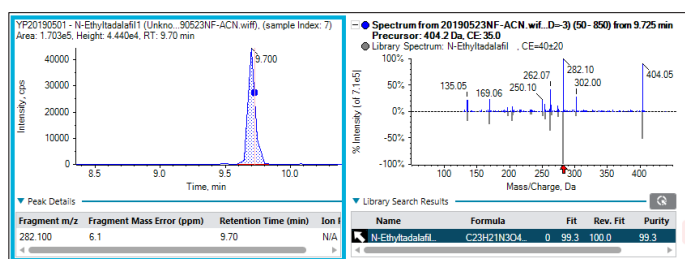 YP20190501 - N-Ethyltadalafil1 (Unkno...90523NF-ACN.wiff), (sample Index: 7)
Area: 1.703e5, Height: 4.440e4, RT: 9.70 min
Intensity, cps
40000
30000
20000
10000
0
9.700
8.5
9.0
9.5
10.0
Time, min
Peak Details
Fragment m/z Fragment Mass Error (ppm) Retention Time (min) Ion
282.100 6.1 9.70 N/A
Spectrum from 20190523NF-ACN.wif...D=-3) (50 - 850) from 9.725 min
Precursor: 404.2 Da, CE: 35.0
Library Spectrum: N-Ethyltadalafil , CE=40±20
% Intensity [of 7.1e5]
100%
50%
0%
-50%
-100%
135.05
169.06
250.10
262.07
282.10
302.00
404.05
100
150
200
250
300
350
400
Mass/Charge, Da
Library Search Results
Name Formula Fit Rev. Fit Purity
N-Ethyltadalafil... C23H21N3O4... 0 99.3 100.0 99.3